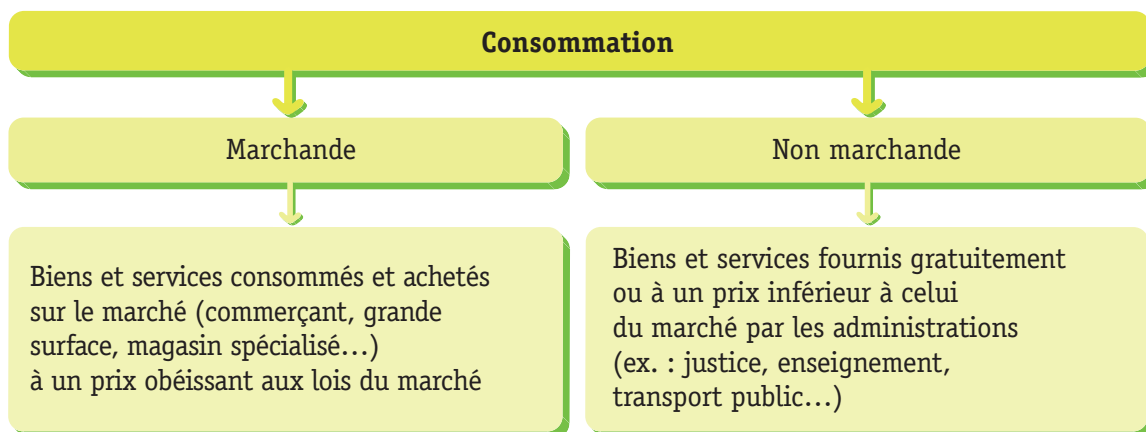 Consommation
Marchande
Non marchande
Biens et services consommés et achetés
sur le marché (commerçant, grande
surface, magasin spécialisé…)
à un prix obéissant aux lois du marché
Biens et services fournis gratuitement
ou à un prix inférieur à celui
du marché par les administrations
(ex. : justice, enseignement,
transport public…)